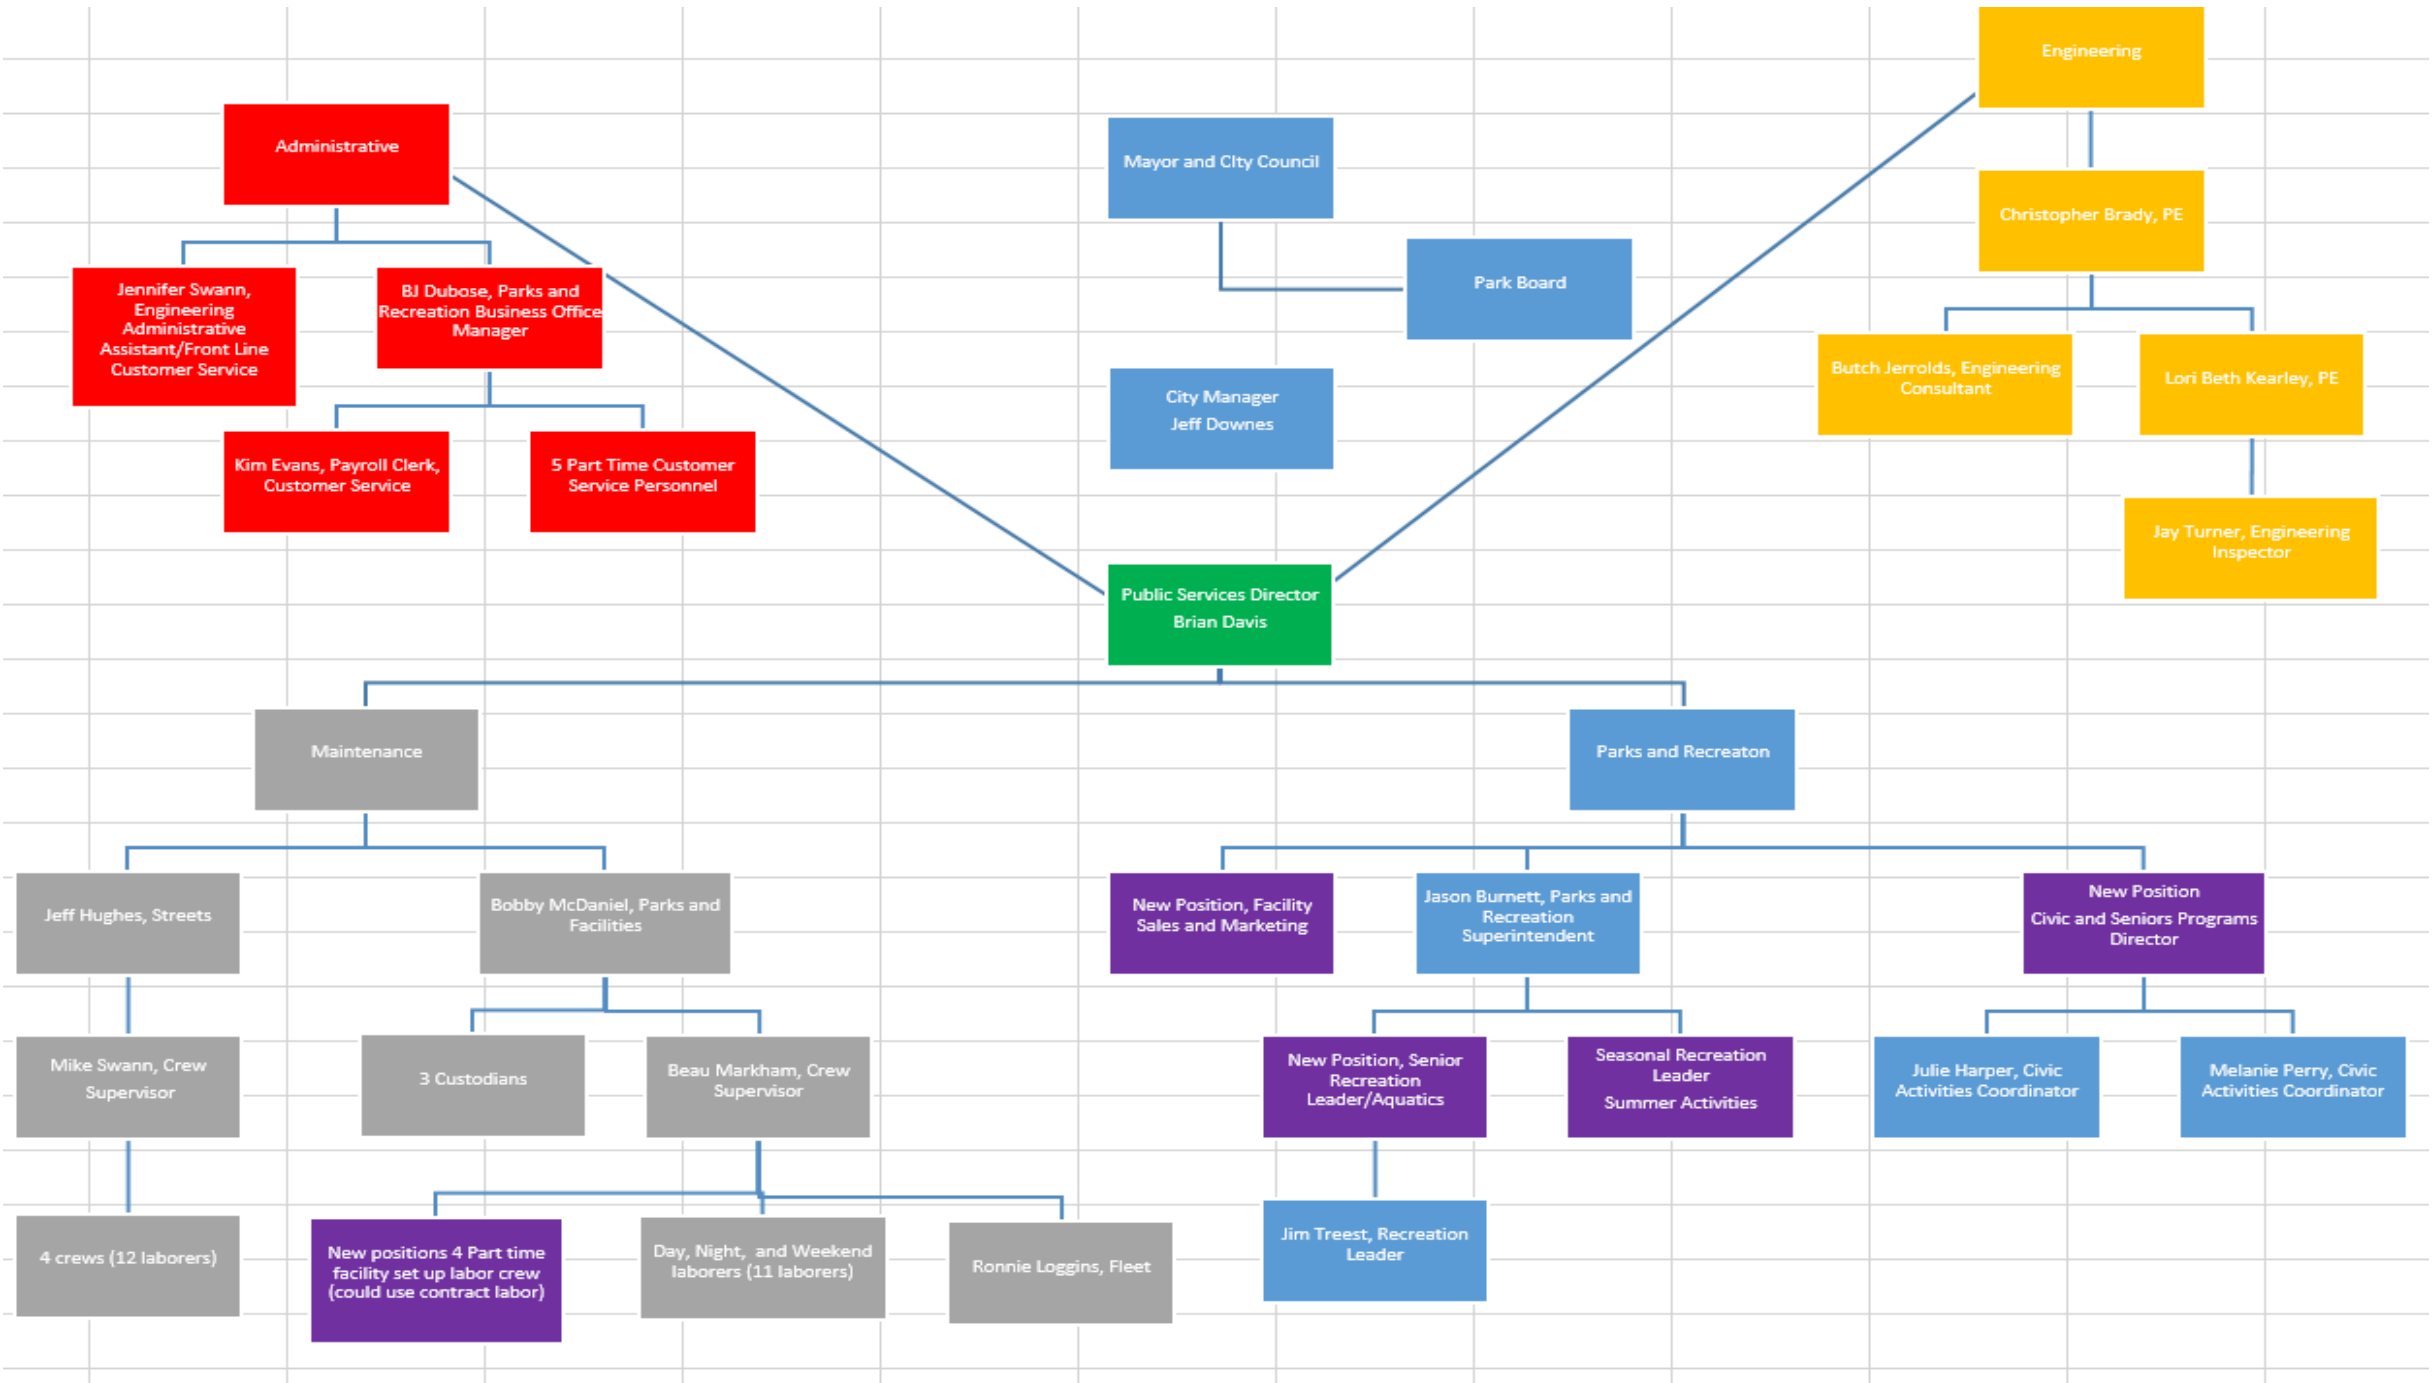 Engineering
Administrative
Mayor and CIty Council
Christopher Brady, PE
Park Board
Jennifer Swann,
Engineering
Administrative
Assistant/Front Line
Customer Service
BJ Dubose, Parks and
Recreation Business Office
Manager
City Manager
Jeff Downes
Butch Jerrolds, Engineering
Consultant
Lori Beth Kearley, PE
Kim Evans, Payroll Clerk,
Customer Service
5 Part Time Customer
Service Personnel
Jay Turner, Engineering
Inspector
Public Services Director
Brian Davis
Maintenance
Parks and Recreaton
Jeff Hughes, Streets
Bobby McDaniel, Parks and
Facilities
New Position, Facility
Sales and Marketing
Jason Burnett, Parks and
Recreation
Superintendent
New Position
Civic and Seniors Programs
Director
Mike Swann, Crew
Supervisor
3 Custodians
Beau Markham, Crew
Supervisor
New Position, Senior
Recreation
Leader/Aquatics
Seasonal Recreation
Leader
Summer Activities
Julie Harper, Civic
Activities Coordinator
Melanie Perry, Civic
Activities Coordinator
4 crews (12 laborers)
New positions 4 Part time
facility set up labor crew
(could use contract labor)
Day, Night,  and Weekend
laborers (11 laborers)
Ronnie Loggins, Fleet
Jim Treest, Recreation
Leader